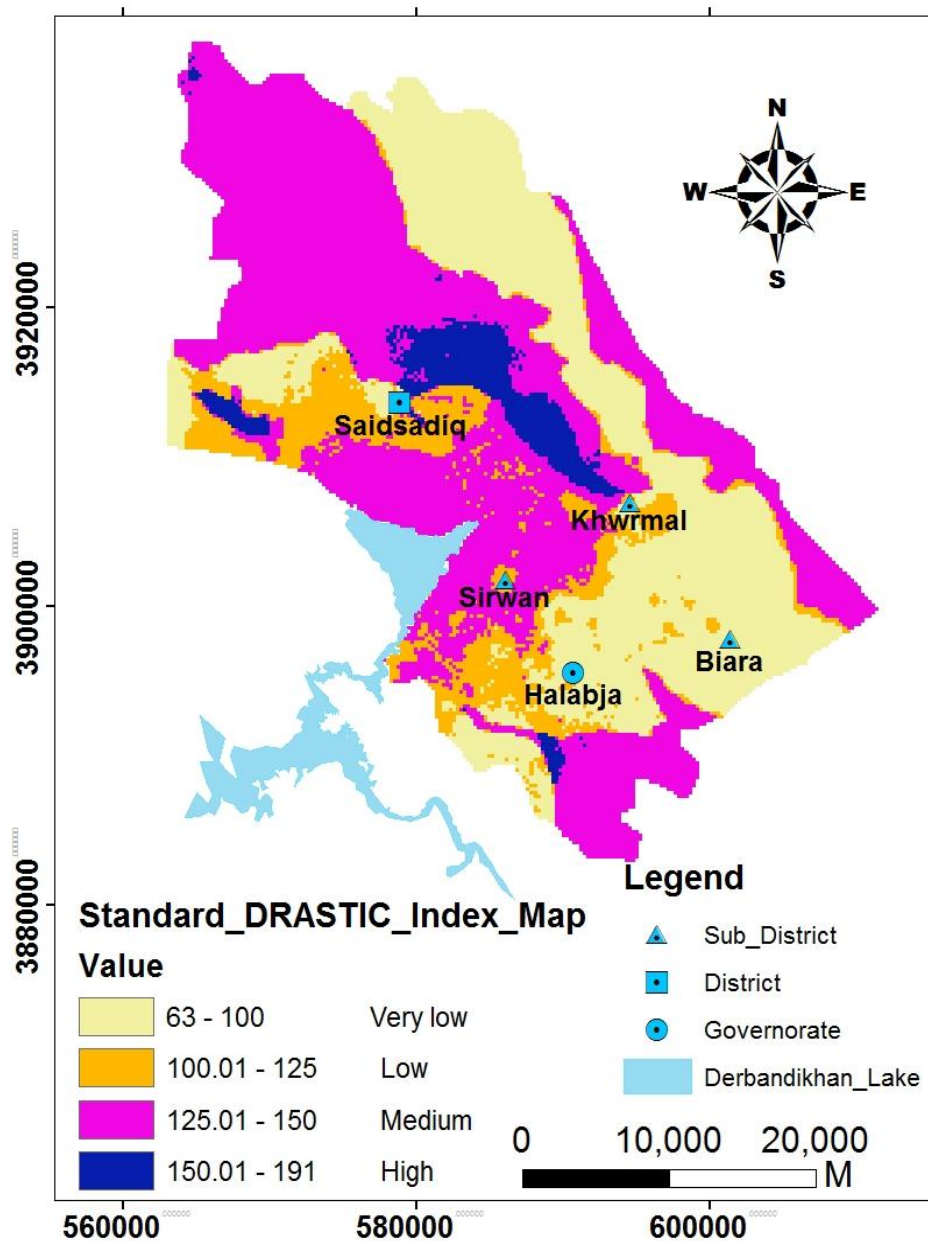 N
W E
S
3920000
3900000
3880000
Saidsadiq
Khwrmal
Sirwan
Biara
Halabja
Standard_DRASTIC_Index_Map
Value
63 - 100 Very low
100.01 - 125 Low
125.01 - 150 Medium
150.01 - 191 High
Legend
Sub_District
District
Governorate
Derbandikhan_Lake
0 10,000 20,000
M
560000 580000 600000